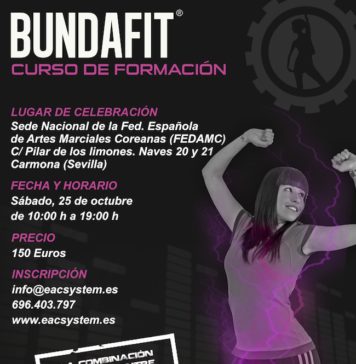 BUNDAFIT®
CURSO DE FORMACIÓN
LUGAR DE CELEBRACIÓN
Sede Nacional de la Fed. Española
de Artes Marciales Coreanas (FEDAMC)
C/ Pilar de los limones. Naves 20 y 21
Carmona (Sevilla)
FECHA Y HORARIO
Sábado, 25 de octubre
de 10:00 h a 19:00 h
PRECIO
150 Euros
INSCRIPCIÓN
info@eacsystem.es
696.403.797
www.eacsystem.es
COMBINACIÓN